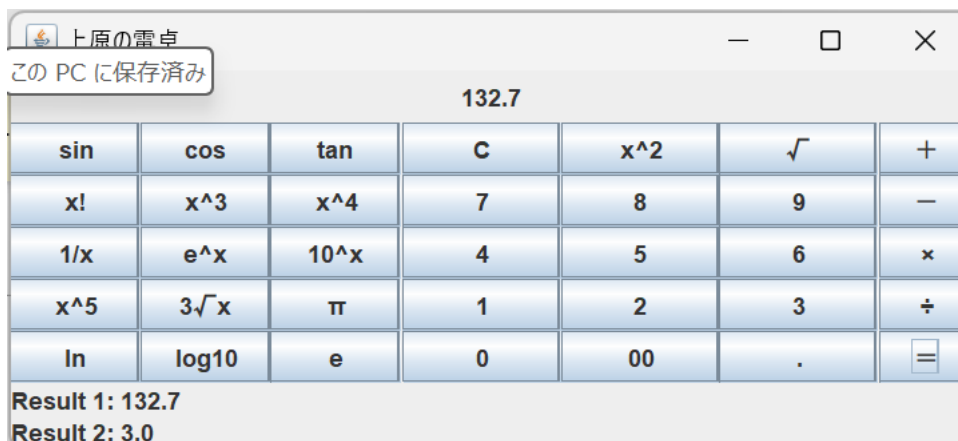 上原の電卓
この PC に保存済み
132.7
sin cos tan C x^2 √ +
x! x^3 x^4 7 8 9 −
1/x e^x 10^x 4 5 6 ×
x^5 3√x π 1 2 3 ÷
ln log10 e 0 00 . =
Result 1: 132.7
Result 2: 3.0